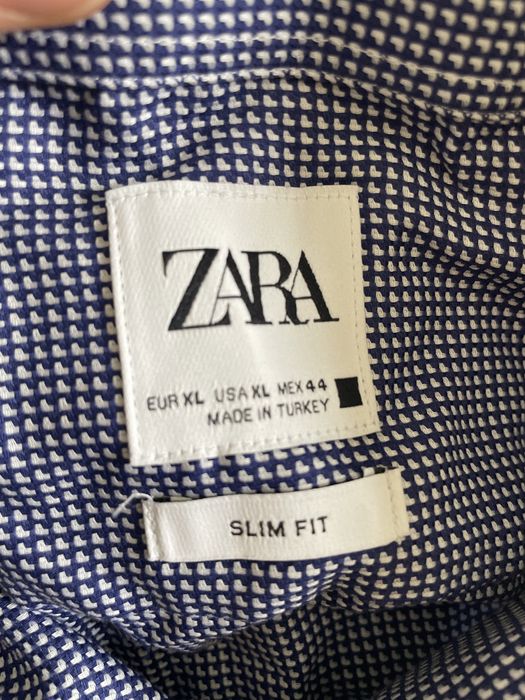 ZARA
EUR XL USA XL MEX 44
MADE IN TURKEY
SLIM FIT